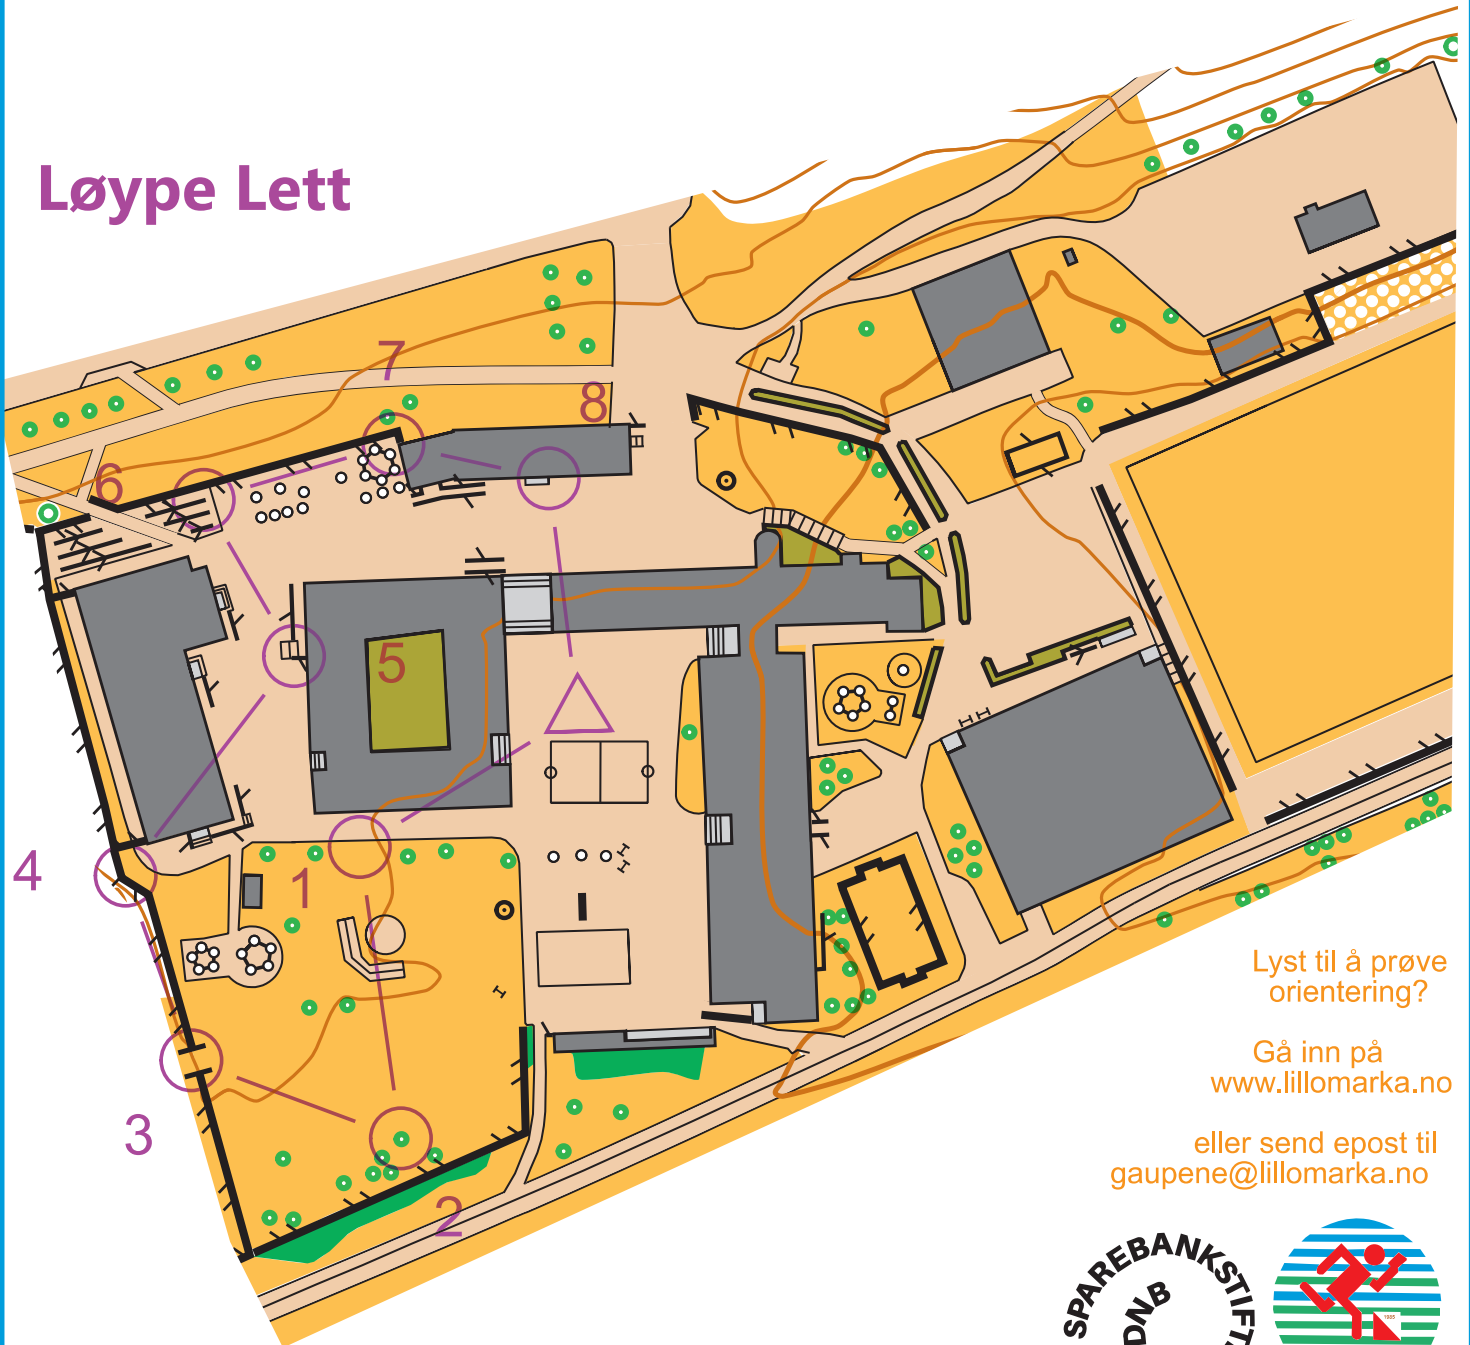 Løype Lett
7
8
6
5
4
1
3
2
Lyst til å prøve
orientering?
Gå inn på
www.lillomarka.no
eller send epost til
gaupene@lillomarka.no
SPAREBANKSTIFT
DNB
1985